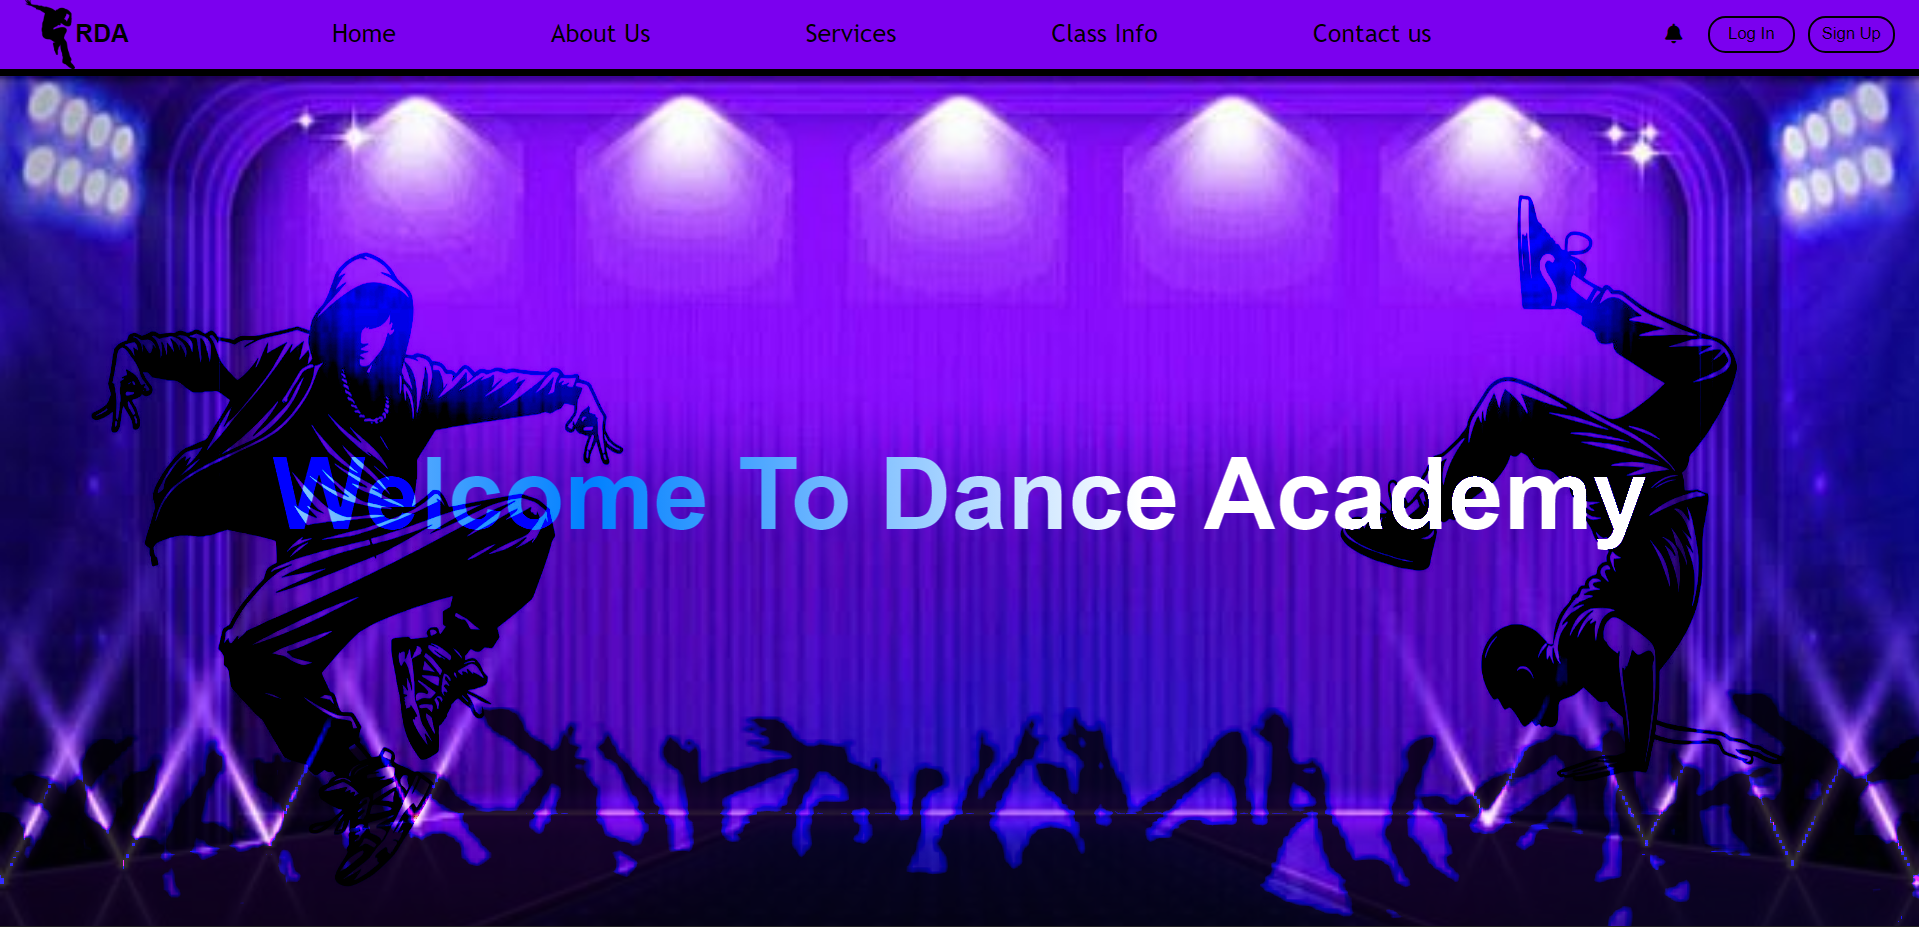 RDA
Home
About Us
Services
Class Info
Contact us
Log In
Sign Up
Welcome To Dance Academy